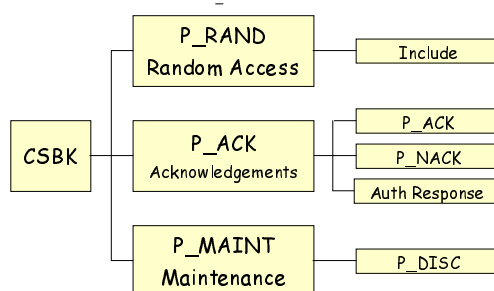 P_RAND
Random Access
Include
CSBK
P_ACK
Acknowledgements
P_ACK
P_NACK
Auth Response
P_MAINT
Maintenance
P_DISC